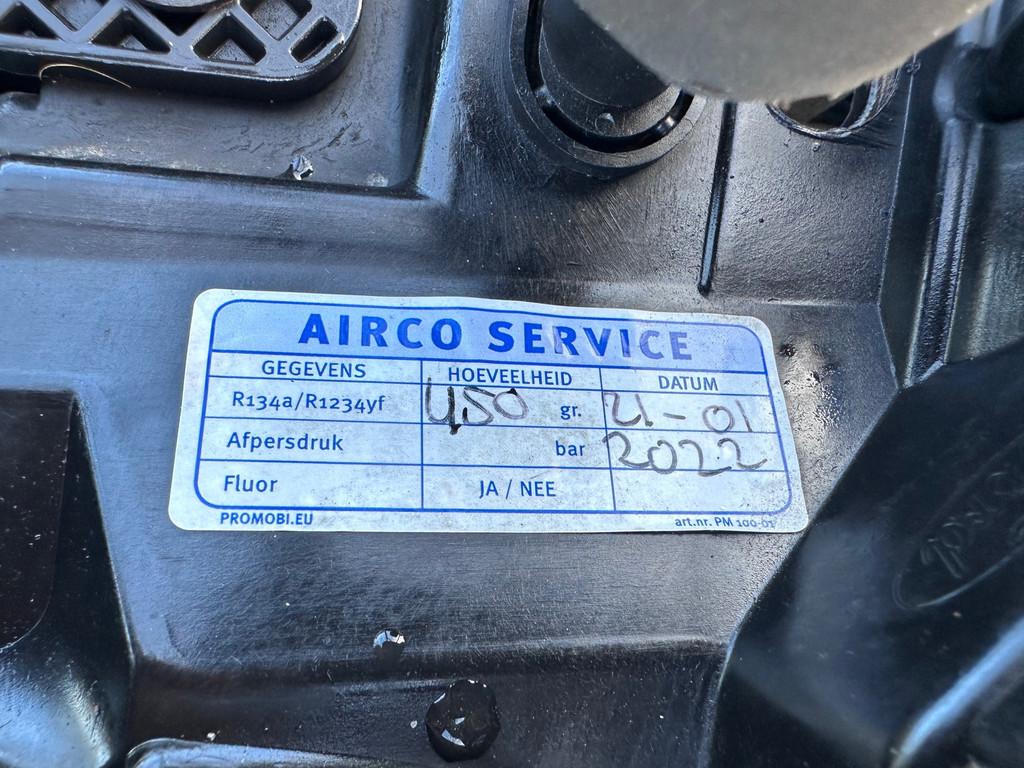 AIRCO SERVICE
GEGEVENS HOEVEELHEID DATUM
R134a/R1234yf 450 gr. 21-01
Afpersdruk bar 2022
Fluor JA / NEE
PROMOBI.EU art.nr. PM 100-01